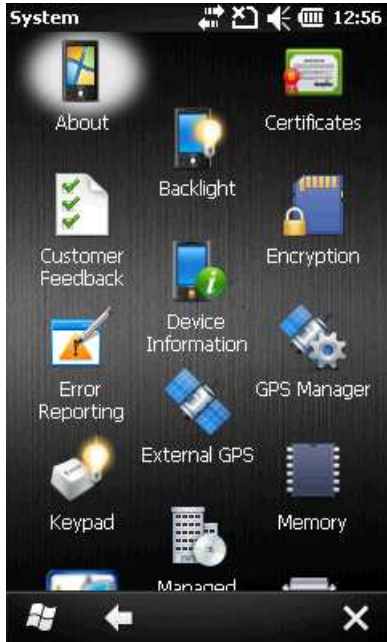 System 12:56
About
Certificates
Backlight
Customer
Feedback
Encryption
Device
Information
Error
Reporting
GPS Manager
External GPS
Keypad
Memory
Managed